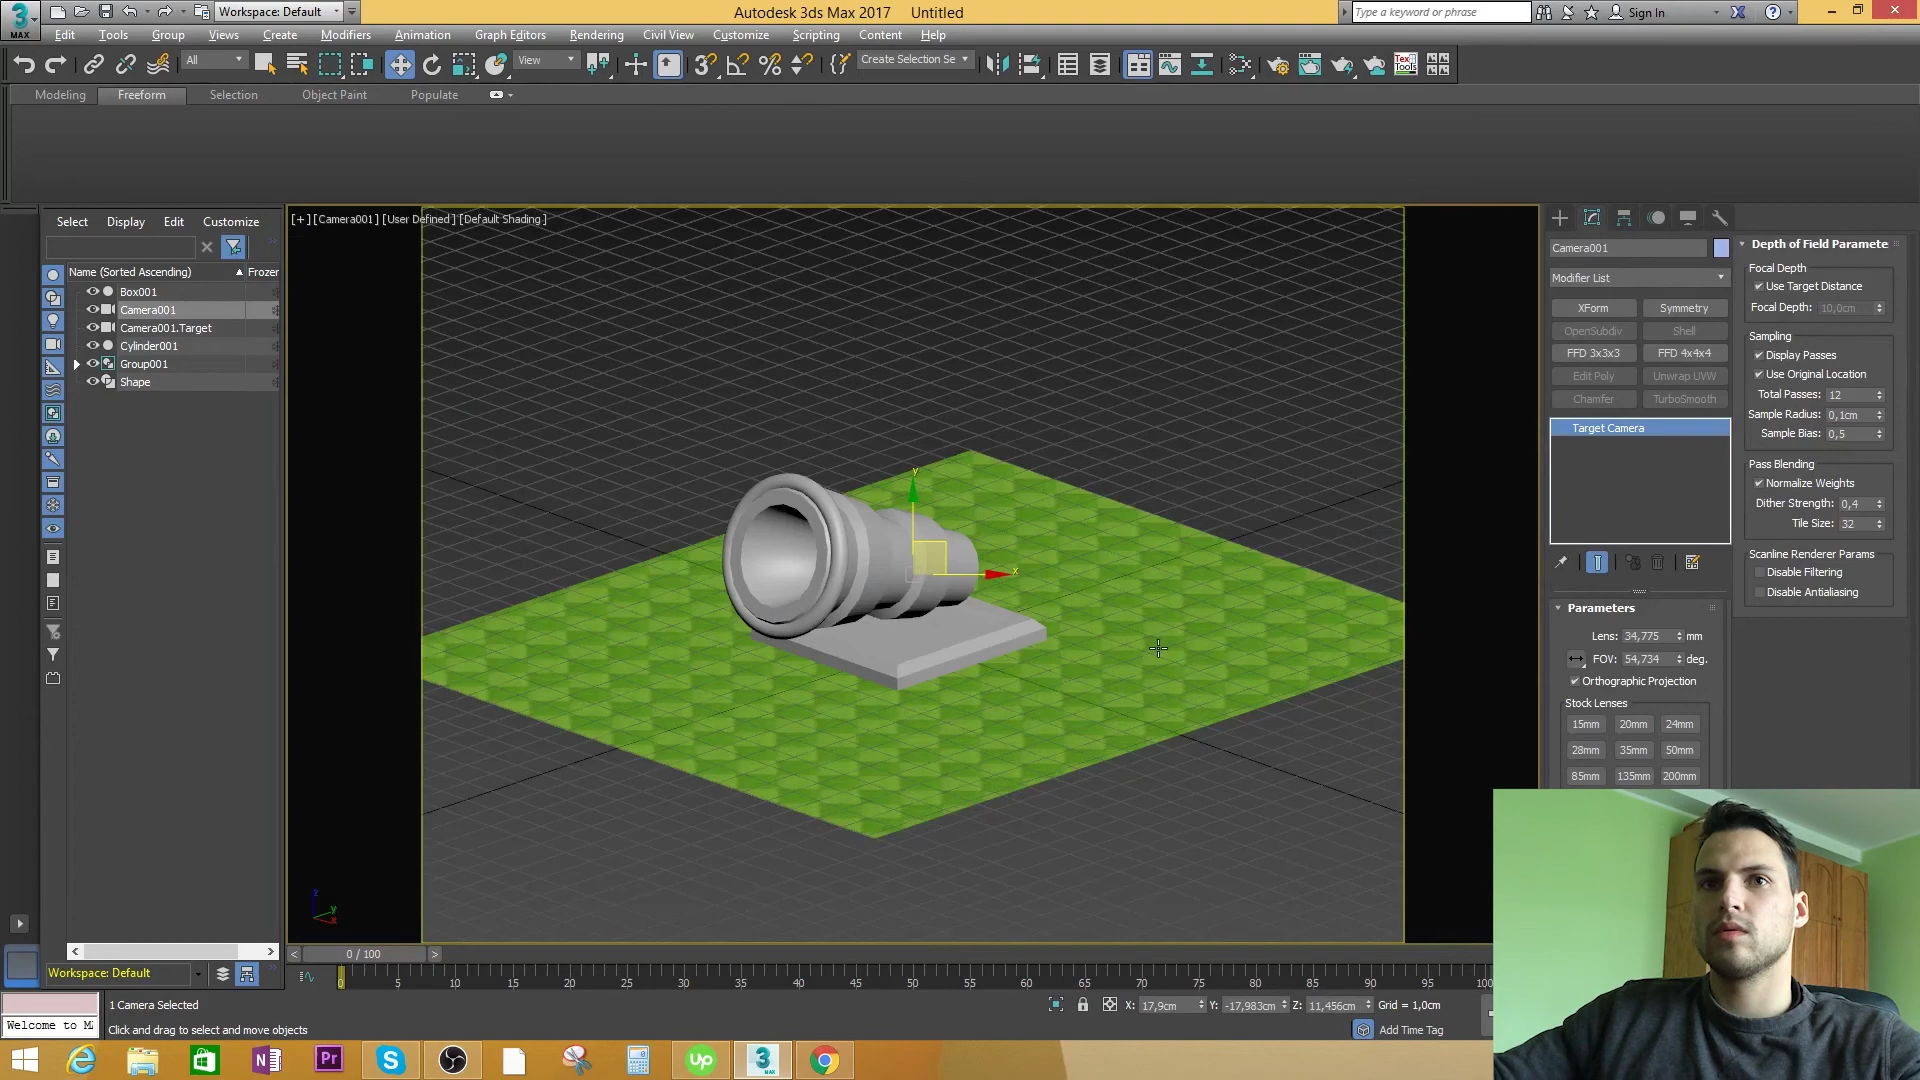 Workspace: Default
Autodesk 3ds Max 2017 Untitled
Type a keyword or phrase
Sign In
MAX
Edit Tools Group Views Create Modifiers Animation Graph Editors Rendering Civil View Customize Scripting Content Help
All
View
Create Selection Se
Modeling Freeform Selection Object Paint Populate
Select Display Edit Customize
Name (Sorted Ascending) Frozen
Box001
Camera001
Camera001.Target
Cylinder001
Group001
Shape
[+] [Camera001] [User Defined] [Default Shading]
y
x
z
y
x
Camera001
Modifier List
XForm Symmetry
OpenSubdiv Shell
FFD 3x3x3 FFD 4x4x4
Edit Poly Unwrap UVW
Chamfer TurboSmooth
Target Camera
Parameters
Lens: 34,775 mm
FOV: 54,734 deg.
Orthographic Projection
Stock Lenses
15mm 20mm 24mm
28mm 35mm 50mm
85mm 135mm 200mm
Depth of Field Paramete
Focal Depth
Use Target Distance
Focal Depth: 10,0cm
Sampling
Display Passes
Use Original Location
Total Passes: 12
Sample Radius: 0,1cm
Sample Bias: 0,5
Pass Blending
Normalize Weights
Dither Strength: 0,4
Tile Size: 32
Scanline Renderer Params
Disable Filtering
Disable Antialiasing
< 0 / 100 >
Workspace: Default
0 5 10 15 20 25 30 35 40 45 50 55 60 65 70 75 80 85 90 95 100
1 Camera Selected
X: 17,9cm Y: -17,983cm Z: 11,456cm Grid = 1,0cm
Welcome to M
Click and drag to select and move objects
Add Time Tag
N
Pr
S
Up
3
MAX